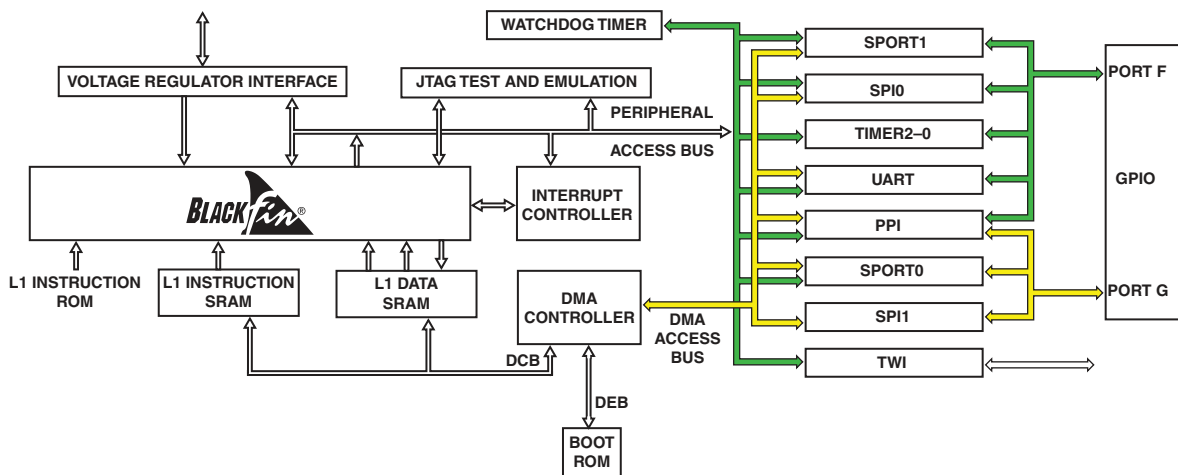 WATCHDOG TIMER
VOLTAGE REGULATOR INTERFACE
JTAG TEST AND EMULATION
PERIPHERAL
ACCESS BUS
BLACKfin®
INTERRUPT
CONTROLLER
L1 INSTRUCTION
ROM
L1 INSTRUCTION
SRAM
L1 DATA
SRAM
DMA
CONTROLLER
DCB
DEB
BOOT
ROM
DMA
ACCESS
BUS
SPORT1
SPI0
TIMER2–0
UART
PPI
SPORT0
SPI1
TWI
PORT F
GPIO
PORT G